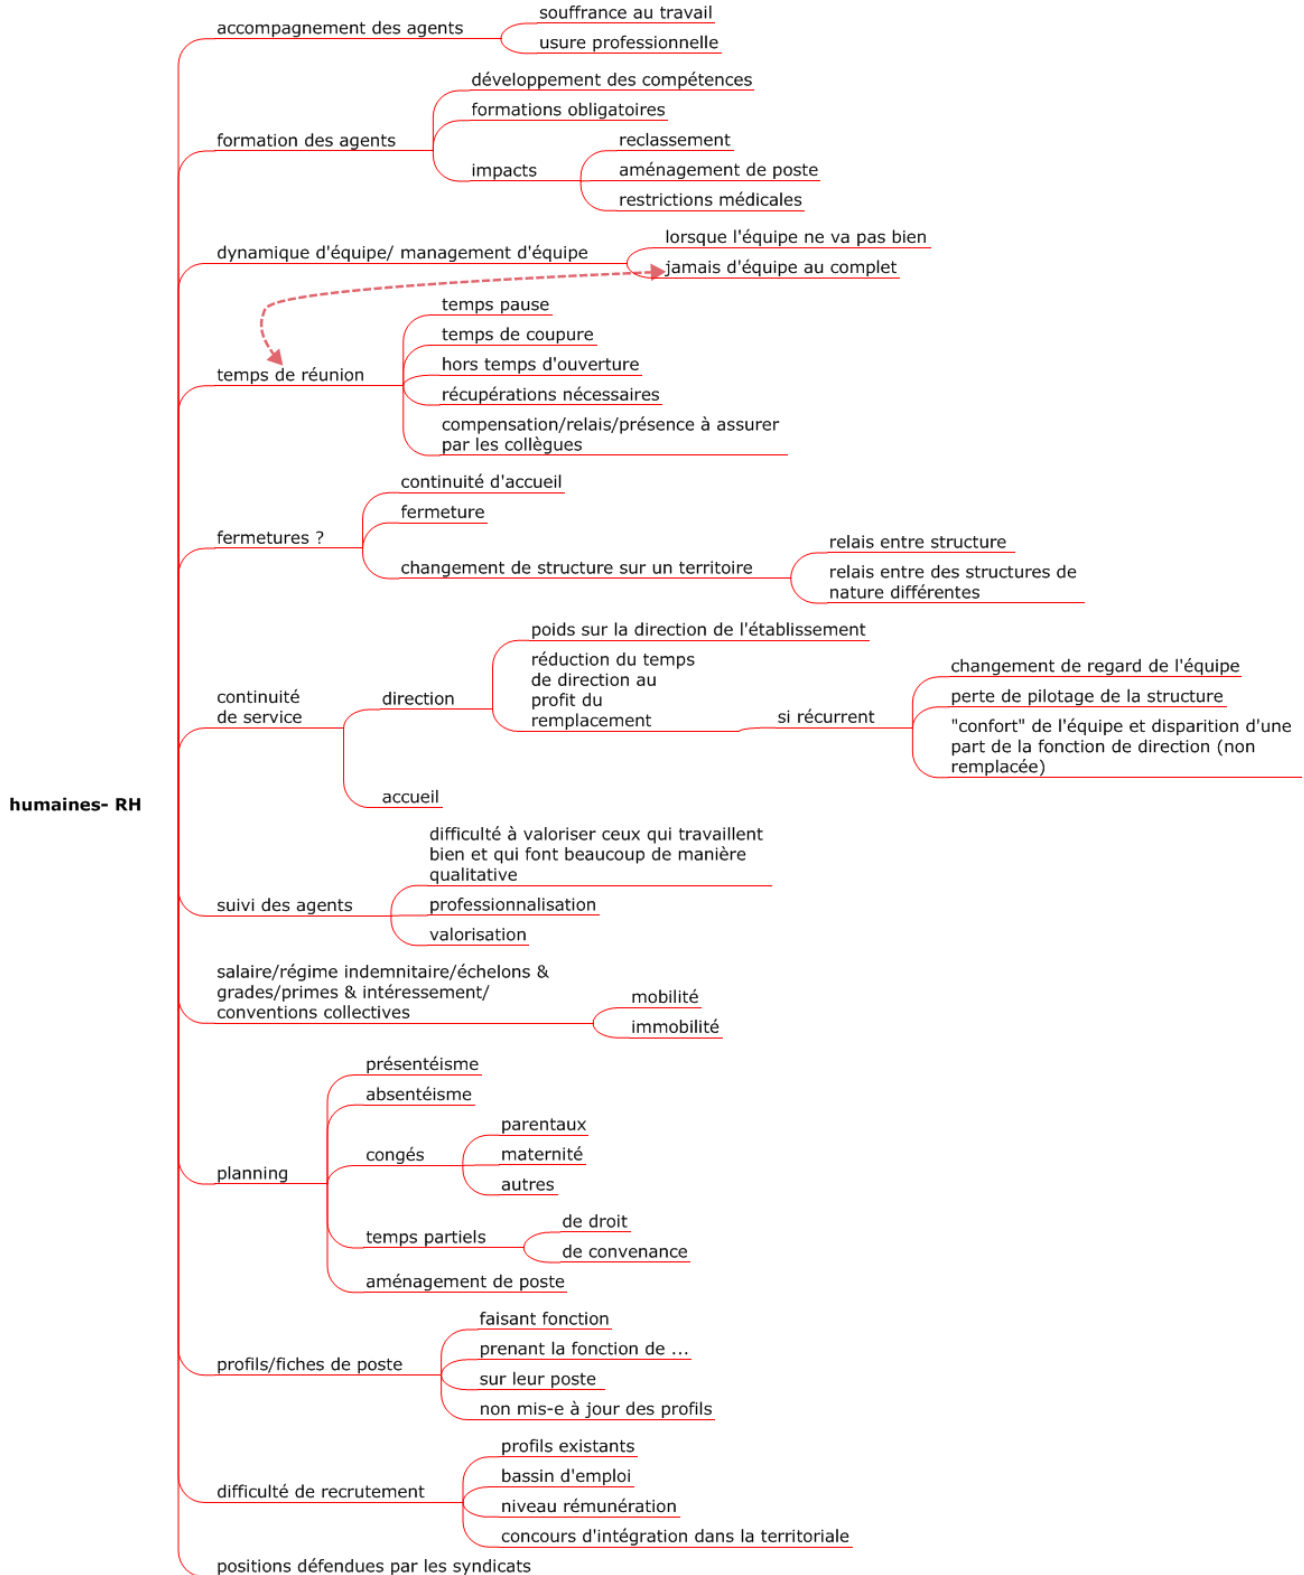 humaines- RH
accompagnement des agents
souffrance au travail
usure professionnelle
formation des agents
développement des compétences
formations obligatoires
impacts
reclassement
aménagement de poste
restrictions médicales
dynamique d'équipe/ management d'équipe
lorsque l'équipe ne va pas bien
jamais d'équipe au complet
temps de réunion
temps pause
temps de coupure
hors temps d'ouverture
récupérations nécessaires
compensation/relais/présence à assurer
par les collègues
fermetures ?
continuité d'accueil
fermeture
changement de structure sur un territoire
relais entre structure
relais entre des structures de
nature différentes
continuité
de service
direction
poids sur la direction de l'établissement
réduction du temps
de direction au
profit du
remplacement
si récurrent
changement de regard de l'équipe
perte de pilotage de la structure
"confort" de l'équipe et disparition d'une
part de la fonction de direction (non
remplacée)
accueil
suivi des agents
difficulté à valoriser ceux qui travaillent
bien et qui font beaucoup de manière
qualitative
professionnalisation
valorisation
salaire/régime indemnitaire/échelons &
grades/primes & intéressement/
conventions collectives
mobilité
immobilité
planning
présentéisme
absentéisme
congés
parentaux
maternité
autres
temps partiels
de droit
de convenance
aménagement de poste
profils/fiches de poste
faisant fonction
prenant la fonction de ...
sur leur poste
non mis-e à jour des profils
difficulté de recrutement
profils existants
bassin d'emploi
niveau rémunération
concours d'intégration dans la territoriale
positions défendues par les syndicats